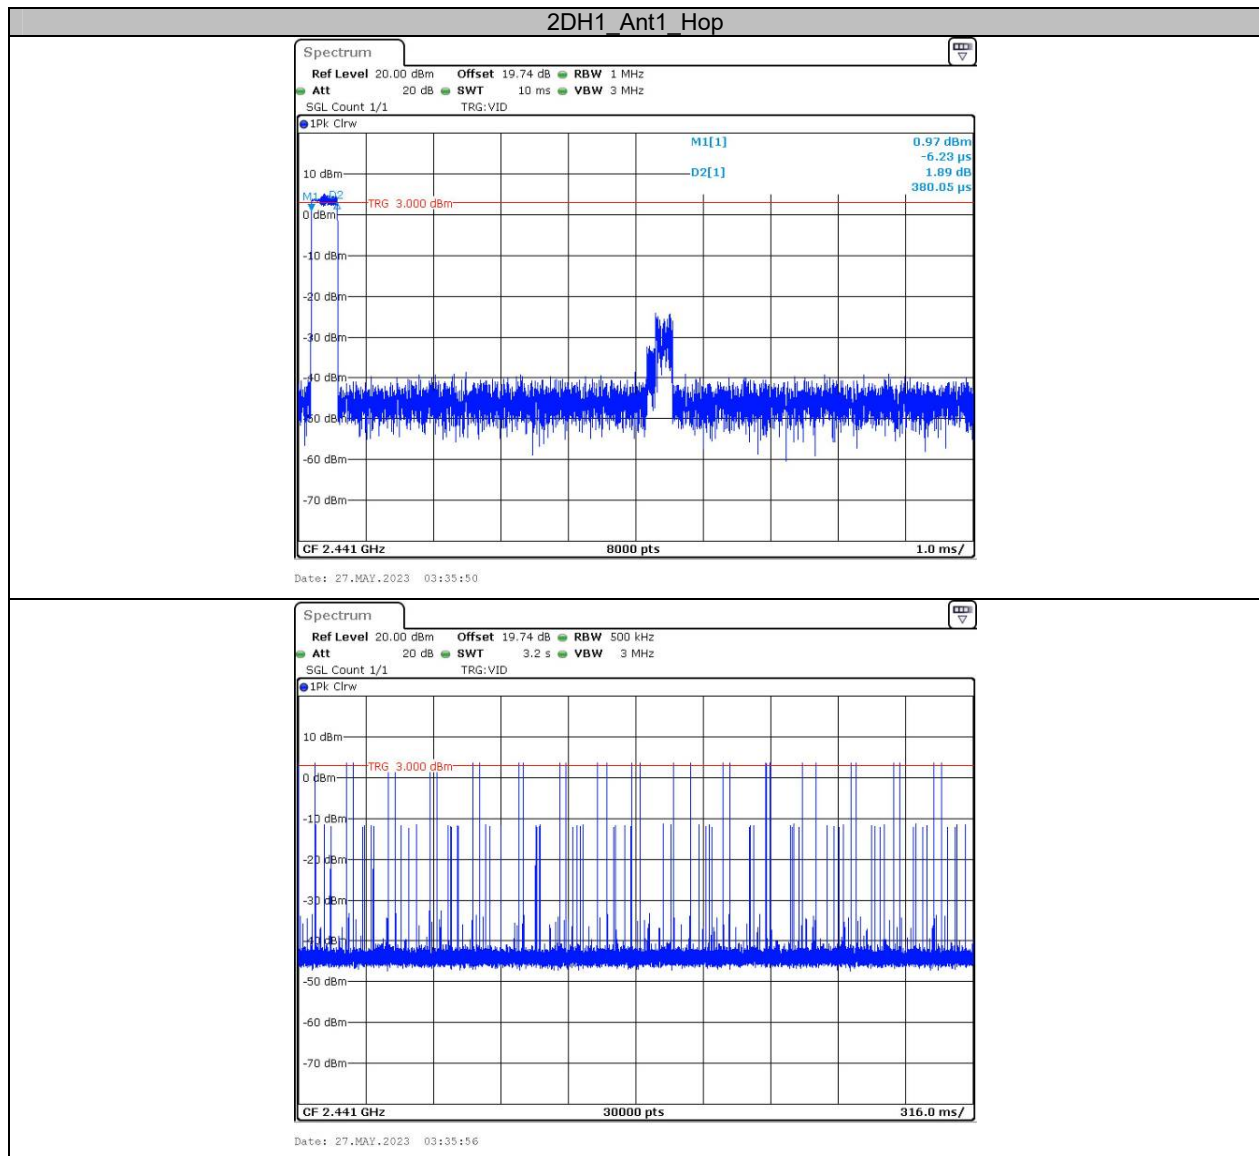 2DH1_Ant1_Hop
Spectrum
Ref Level 20.00 dBm Offset 19.74 dB RBW 1 MHz
Att 20 dB SWT 10 ms VBW 3 MHz
SGL Count 1/1 TRG:VID
1Pk Clrw
M1[1] 0.97 dBm
-6.23 µs
10 dBm D2[1] 1.89 dB
380.05 µs
M1 D2
TRG 3.000 dBm
0 dBm
-10 dBm
-20 dBm
-30 dBm
-40 dBm
-50 dBm
-60 dBm
-70 dBm
CF 2.441 GHz 8000 pts 1.0 ms/
Date: 27.MAY.2023 03:35:50
Spectrum
Ref Level 20.00 dBm Offset 19.74 dB RBW 500 kHz
Att 20 dB SWT 3.2 s VBW 3 MHz
SGL Count 1/1 TRG:VID
1Pk Clrw
10 dBm
TRG 3.000 dBm
0 dBm
-10 dBm
-20 dBm
-30 dBm
-40 dBm
-50 dBm
-60 dBm
-70 dBm
CF 2.441 GHz 30000 pts 316.0 ms/
Date: 27.MAY.2023 03:35:56